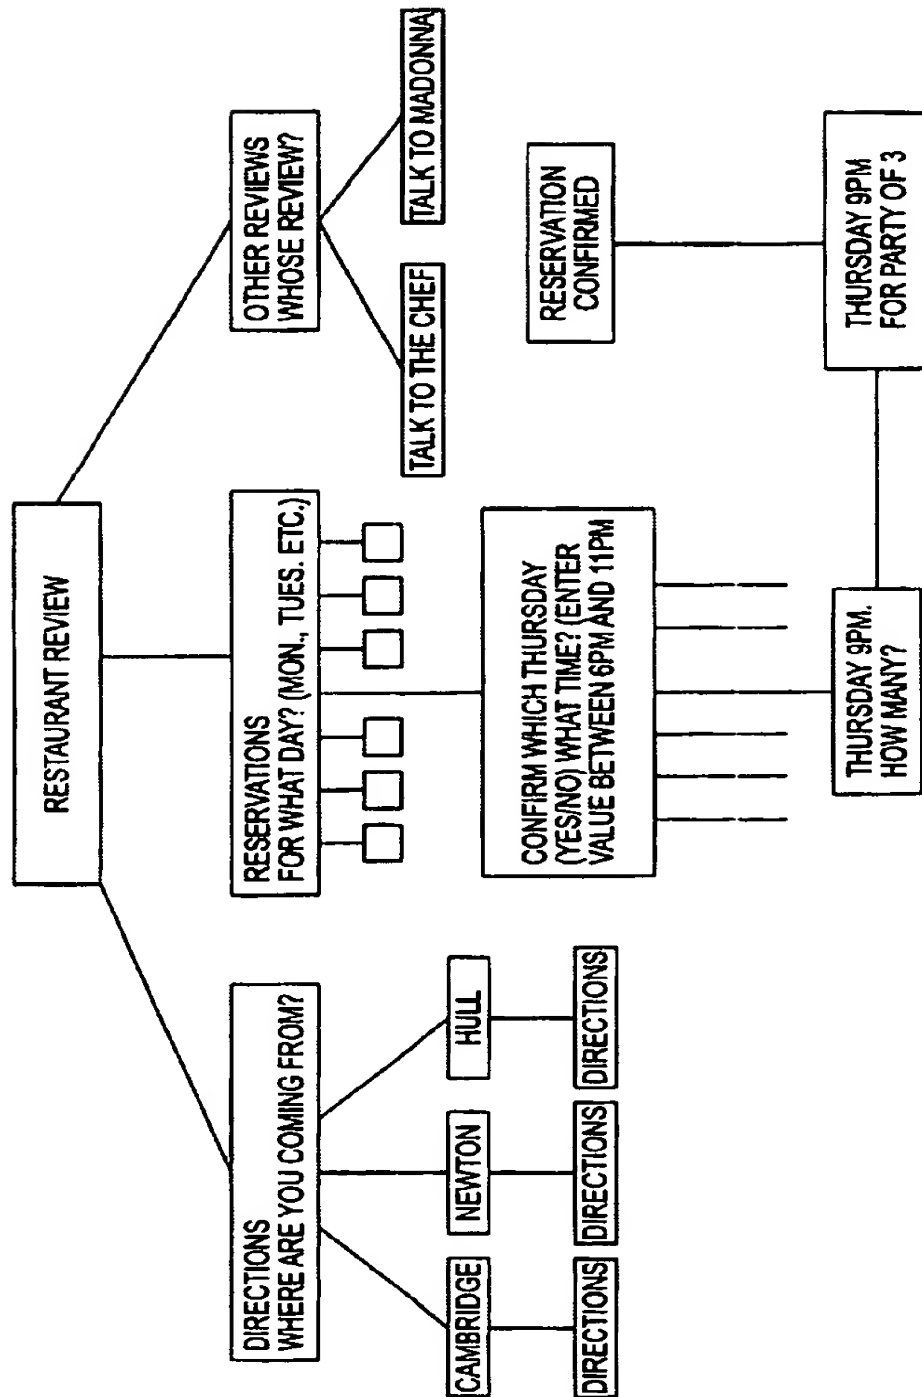 RESTAURANT REVIEW
DIRECTIONS
WHERE ARE YOU COMING FROM?
CAMBRIDGE
NEWTON
HULL
DIRECTIONS
DIRECTIONS
DIRECTIONS
RESERVATIONS
FOR WHAT DAY? (MON., TUES. ETC.)
CONFIRM WHICH THURSDAY
(YES/NO) WHAT TIME? (ENTER
VALUE BETWEEN 6PM AND 11PM
THURSDAY 9PM.
HOW MANY?
THURSDAY 9PM
FOR PARTY OF 3
RESERVATION
CONFIRMED
OTHER REVIEWS
WHOSE REVIEW?
TALK TO THE CHEF
TALK TO MADONNA